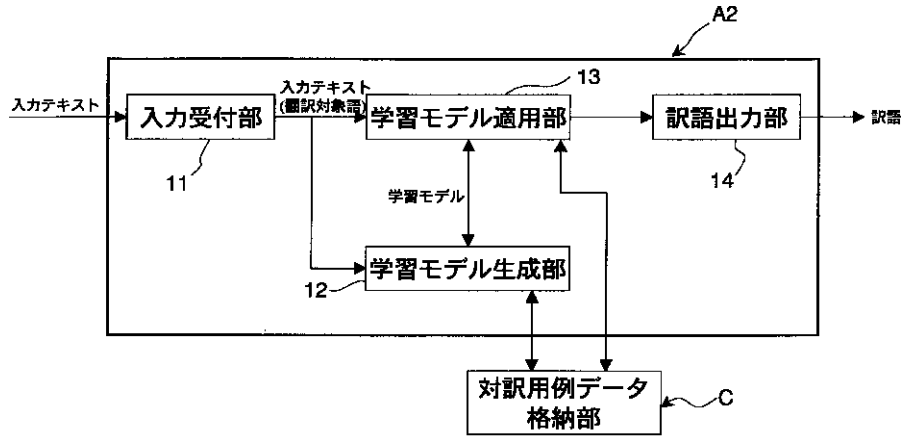 A2
入力テキスト
入力受付部
11
入力テキスト
(翻訳対象語)
13
学習モデル適用部
訳語出力部
14
訳語
学習モデル
学習モデル生成部
12
対訳用例データ
格納部
C